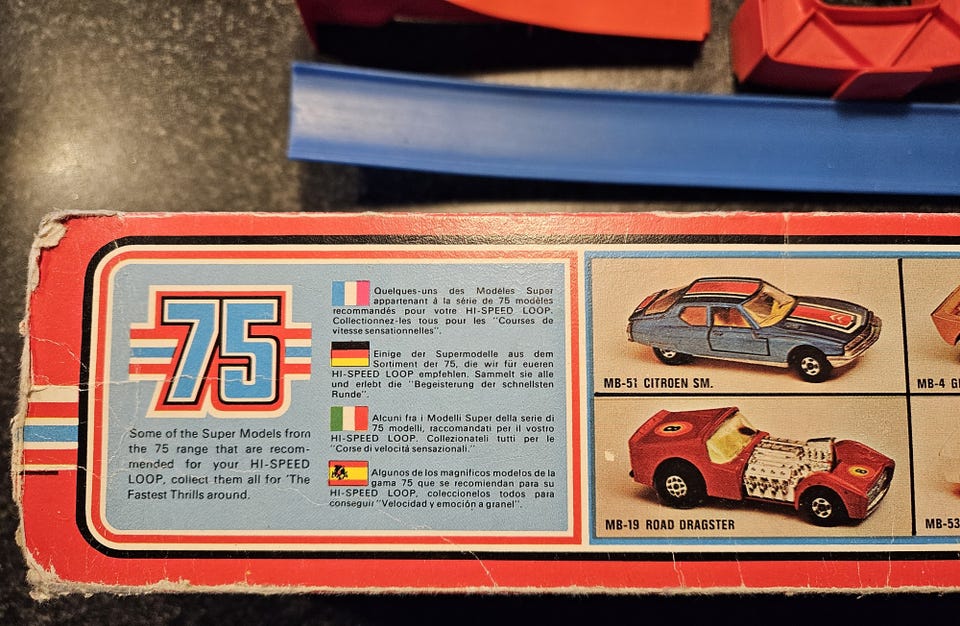 75
Some of the Super Models from
the 75 range that are recom-
mended for your HI-SPEED
LOOP, collect them all for 'The
Fastest Thrills around.
Quelques-uns des Modèles Super
appartenant à la série de 75 modèles
recommandés pour votre HI-SPEED LOOP.
Collectionnez-les tous pour les "Courses de
vitesse sensationnelles".
Einige der Supermodelle aus dem
Sortiment der 75, die wir für eueren
HI-SPEED LOOP empfehlen. Sammelt sie alle
und erlebt die "Begeisterung der schnellsten
Runde".
Alcuni fra i Modelli Super della serie di
75 modelli, raccomandati per il vostro
HI-SPEED LOOP. Collezionateli tutti per le
"Corse di velocità sensazionali."
Algunos de los magnificos modelos de la
gama 75 que se recomiendan para su
HI-SPEED LOOP, coleccionelos todos para
conseguir "Velocidad y emoción a granel".
MB-51 CITROEN SM.
MB-4
8
8
MB-19 ROAD DRAGSTER
MB-53